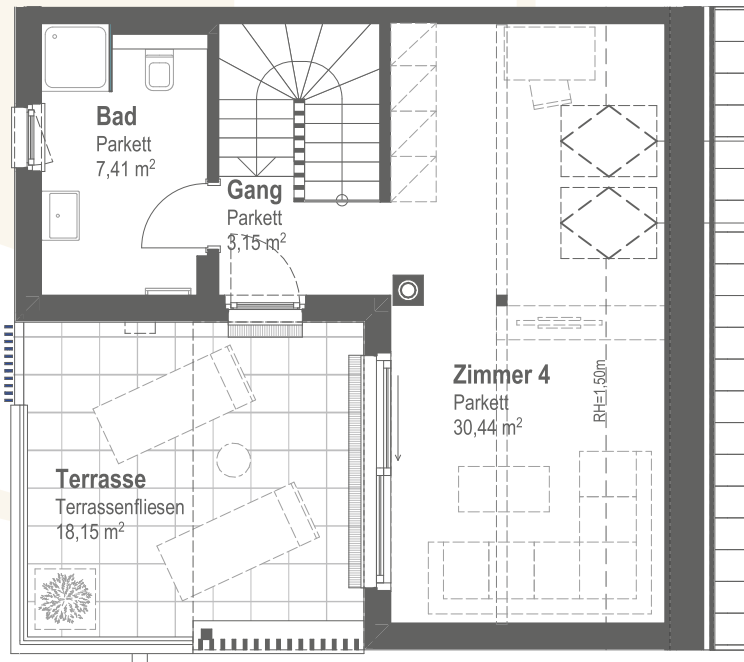 Bad
Parkett
7,41 m²
Gang
Parkett
3,15 m²
Zimmer 4
Parkett
30,44 m²
RH=1,50m
Terrasse
Terrassenfliesen
18,15 m²